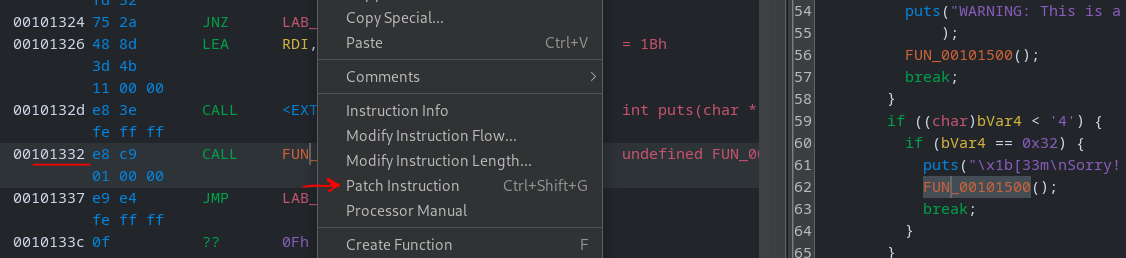 fd 32
00101324 75 2a JNZ LAB_
00101326 48 8d LEA RDI, = 1Bh
3d 4b
11 00 00
0010132d e8 3e CALL <EXT int puts(char *
fe ff ff
00101332 e8 c9 CALL FUN_ undefined FUN_00
01 00 00
00101337 e9 e4 JMP LAB_
fe ff ff
0010133c 0f ?? 0Fh
Copy Special...
Paste Ctrl+V
Comments
Instruction Info
Modify Instruction Flow...
Modify Instruction Length...
Patch Instruction Ctrl+Shift+G
Processor Manual
Create Function F
54 puts("WARNING: This is a
55 );
56 FUN_00101500();
57 break;
58 }
59 if ((char)bVar4 < '4') {
60 if (bVar4 == 0x32) {
61 puts("\x1b[33m\nSorry!
62 FUN_00101500();
63 break;
64 }
65 }